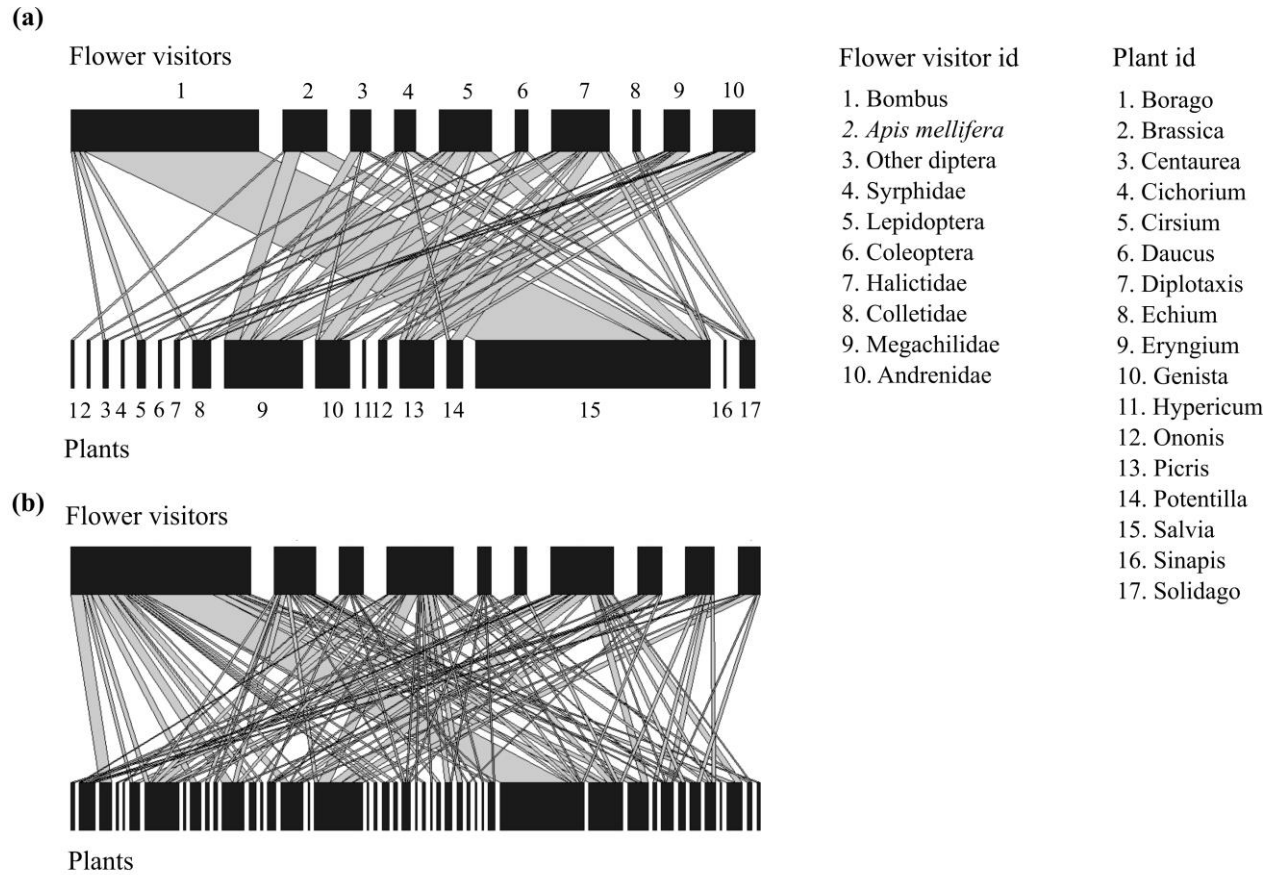 (a)
Flower visitors
1 2 3 4 5 6 7 8 9 10
12 3 4 5 6 7 8 9 10 11 12 13 14 15 16 17
Plants
Flower visitor id
1. Bombus
2. Apis mellifera
3. Other diptera
4. Syrphidae
5. Lepidoptera
6. Coleoptera
7. Halictidae
8. Colletidae
9. Megachilidae
10. Andrenidae
Plant id
1. Borago
2. Brassica
3. Centaurea
4. Cichorium
5. Cirsium
6. Daucus
7. Diplotaxis
8. Echium
9. Eryngium
10. Genista
11. Hypericum
12. Ononis
13. Picris
14. Potentilla
15. Salvia
16. Sinapis
17. Solidago
(b)
Flower visitors
Plants